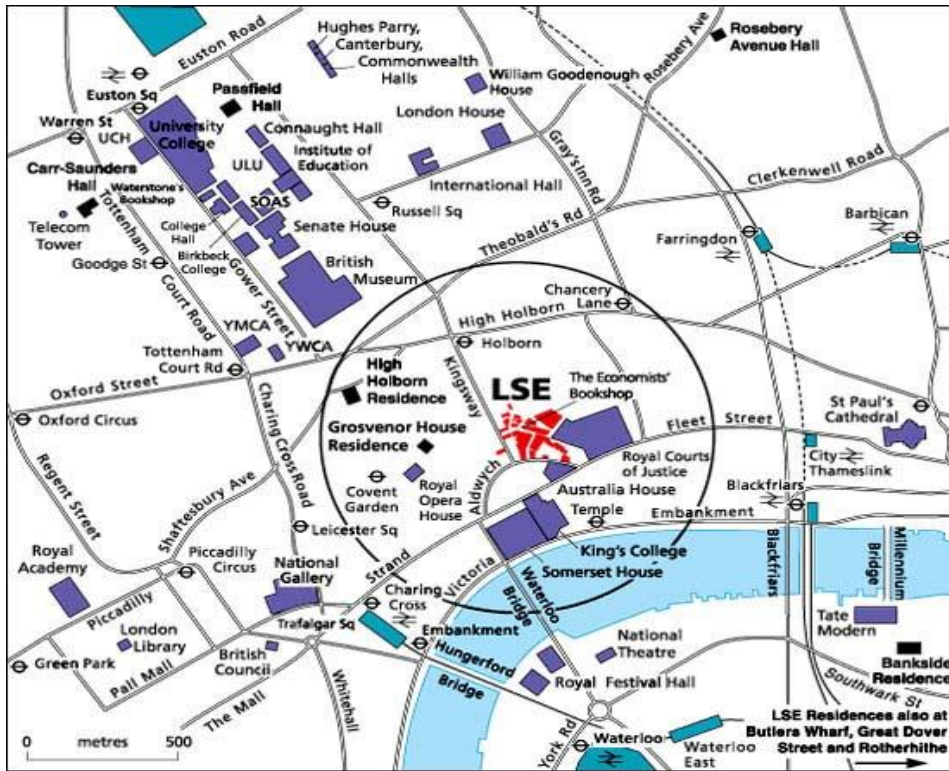 Euston Road
Hughes Parry,
Canterbury,
Commonwealth
Halls
Rosebery Ave
Rosebery
Avenue Hall
Euston Sq
Passfield
Hall
William Goodenough
House
Warren St
UCH
University
College
Connaught Hall
London House
ULU
Institute of
Education
Gray's Inn Rd
Carr-Saunders
Hall
Waterstone's
Bookshop
SOAS
International Hall
Clerkenwell Road
Russell Sq
Telecom
Tower
Tottenham
Court Road
College
Hall
Senate House
Theobald's Rd
Farringdon
Barbican
Birkbeck
College
Goodge St
Gower Street
British
Museum
Chancery
Lane
YMCA
YWCA
High Holborn
Holborn
Tottenham
Court Rd
Oxford Street
High
Holborn
Residence
Kingsway
LSE
The Economists'
Bookshop
St Paul's
Cathedral
Oxford Circus
Charing Cross Road
Grosvenor House
Residence
Fleet Street
Royal Courts
of Justice
City
Thameslink
Regent Street
Shaftesbury Ave
Covent
Garden
Royal
Opera
House
Aldwych
Australia House
Blackfriars
Leicester Sq
Temple
Embankment
Royal
Academy
Piccadilly
Circus
National
Gallery
Strand
Victoria
King's College
Somerset House
Blackfriars
Bridge
Millennium
Bridge
Piccadilly
Charing
Cross
Waterloo
Bridge
Tate
Modern
London
Library
Trafalgar Sq
Embankment
National
Theatre
Green Park
Pall Mall
British
Council
Hungerford
Bridge
Bankside
Residence
The Mall
Whitehall
Royal Festival Hall
Southwark St
LSE Residences also at
Butlers Wharf, Great Dover
Street and Rotherhithe
0 metres 500
York Rd
Waterloo
Waterloo
East